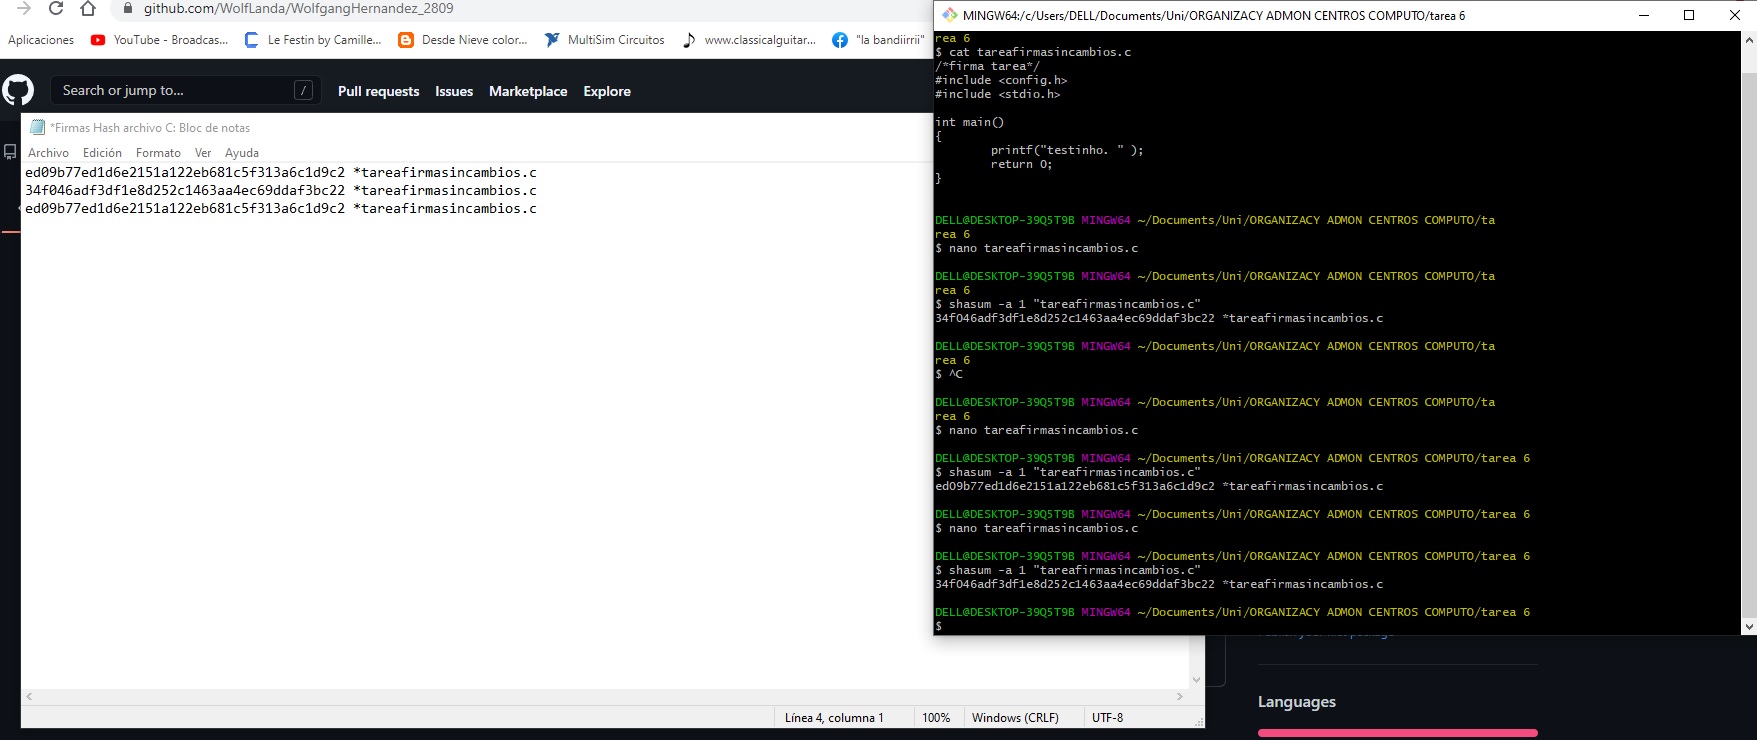 github.com/WolfLanda/WolfgangHernandez_2809
Aplicaciones YouTube - Broadcas... Le Festin by Camille... Desde Nieve color... MultiSim Circuitos www.classicalguitar... "la bandiirrii"
Search or jump to... / Pull requests Issues Marketplace Explore
*Firmas Hash archivo C: Bloc de notas
Archivo Edición Formato Ver Ayuda
ed09b77ed1d6e2151a122eb681c5f313a6c1d9c2 *tareafirmasincambios.c
34f046adf3df1e8d252c1463aa4ec69ddaf3bc22 *tareafirmasincambios.c
ed09b77ed1d6e2151a122eb681c5f313a6c1d9c2 *tareafirmasincambios.c
Línea 4, columna 1 100% Windows (CRLF) UTF-8
MINGW64:/c/Users/DELL/Documents/Uni/ORGANIZACY ADMON CENTROS COMPUTO/tarea 6
rea 6
$ cat tareafirmasincambios.c
/*firma tarea*/
#include <config.h>
#include <stdio.h>
int main()
{
printf("testinho. " );
return 0;
}
DELL@DESKTOP-39Q5T9B MINGW64 ~/Documents/Uni/ORGANIZACY ADMON CENTROS COMPUTO/ta
rea 6
$ nano tareafirmasincambios.c
DELL@DESKTOP-39Q5T9B MINGW64 ~/Documents/Uni/ORGANIZACY ADMON CENTROS COMPUTO/ta
rea 6
$ shasum -a 1 "tareafirmasincambios.c"
34f046adf3df1e8d252c1463aa4ec69ddaf3bc22 *tareafirmasincambios.c
DELL@DESKTOP-39Q5T9B MINGW64 ~/Documents/Uni/ORGANIZACY ADMON CENTROS COMPUTO/ta
rea 6
$ ^C
DELL@DESKTOP-39Q5T9B MINGW64 ~/Documents/Uni/ORGANIZACY ADMON CENTROS COMPUTO/ta
rea 6
$ nano tareafirmasincambios.c
DELL@DESKTOP-39Q5T9B MINGW64 ~/Documents/Uni/ORGANIZACY ADMON CENTROS COMPUTO/tarea 6
$ shasum -a 1 "tareafirmasincambios.c"
ed09b77ed1d6e2151a122eb681c5f313a6c1d9c2 *tareafirmasincambios.c
DELL@DESKTOP-39Q5T9B MINGW64 ~/Documents/Uni/ORGANIZACY ADMON CENTROS COMPUTO/tarea 6
$ nano tareafirmasincambios.c
DELL@DESKTOP-39Q5T9B MINGW64 ~/Documents/Uni/ORGANIZACY ADMON CENTROS COMPUTO/tarea 6
$ shasum -a 1 "tareafirmasincambios.c"
34f046adf3df1e8d252c1463aa4ec69ddaf3bc22 *tareafirmasincambios.c
DELL@DESKTOP-39Q5T9B MINGW64 ~/Documents/Uni/ORGANIZACY ADMON CENTROS COMPUTO/tarea 6
$
Languages